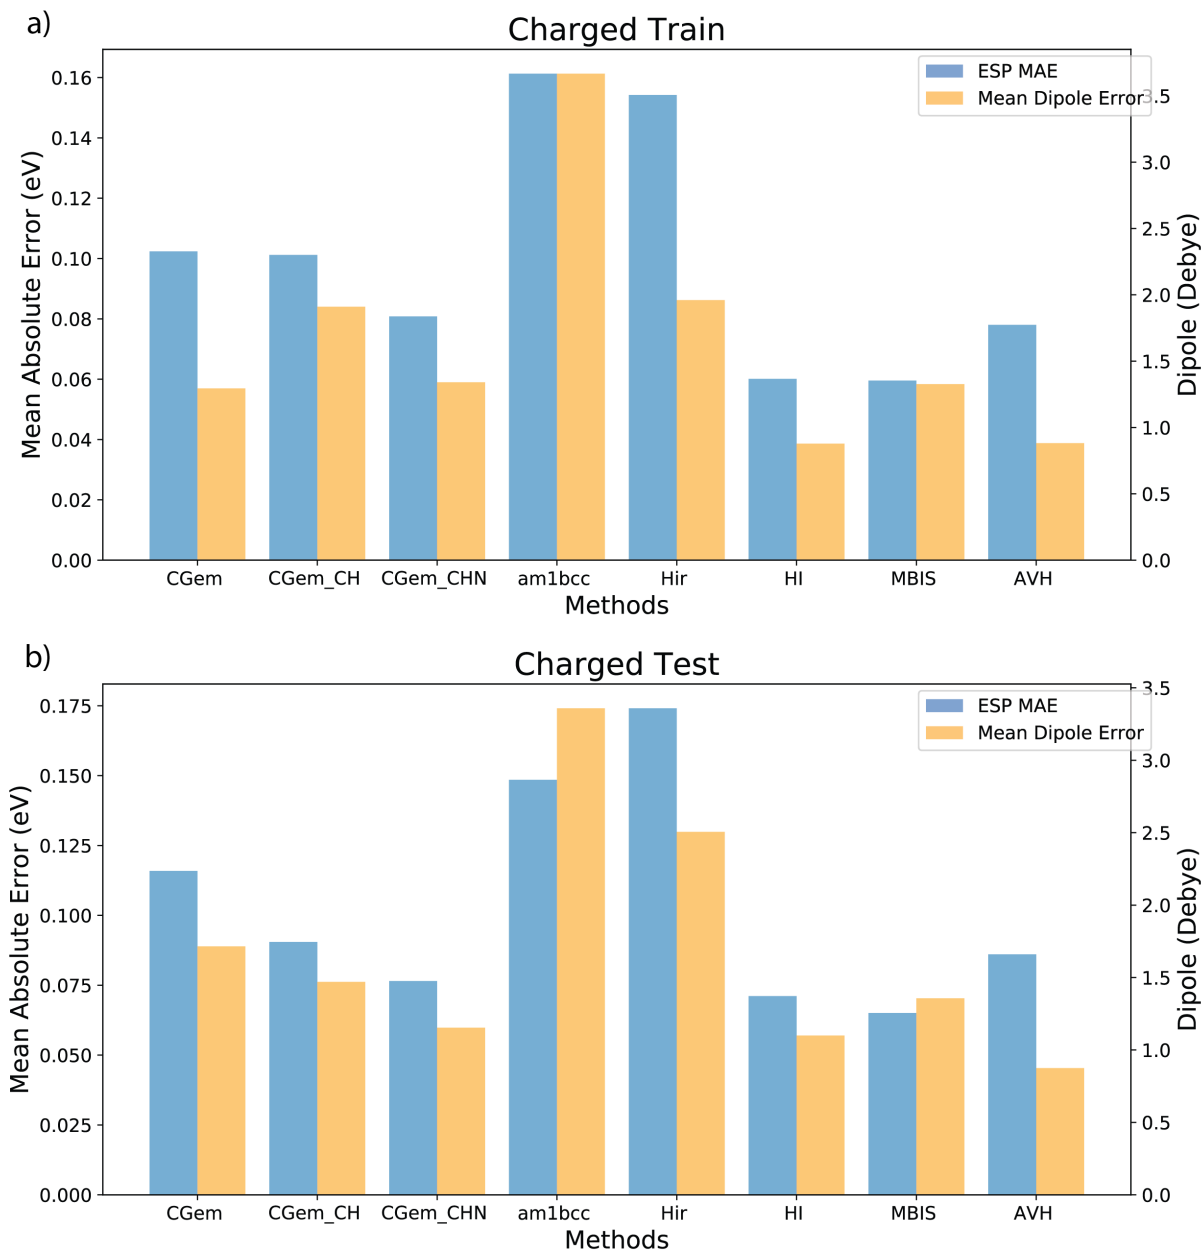 a)
Charged Train
ESP MAE
Mean Dipole Error
Mean Absolute Error (eV)
0.16
0.14
0.12
0.10
0.08
0.06
0.04
0.02
0.00
3.5
3.0
2.5
2.0
1.5
1.0
0.5
0.0
Dipole (Debye)
CGem CGem_CH CGem_CHN am1bcc Hir HI MBIS AVH
Methods
b)
Charged Test
ESP MAE
Mean Dipole Error
Mean Absolute Error (eV)
0.175
0.150
0.125
0.100
0.075
0.050
0.025
0.000
3.5
3.0
2.5
2.0
1.5
1.0
0.5
0.0
Dipole (Debye)
CGem CGem_CH CGem_CHN am1bcc Hir HI MBIS AVH
Methods